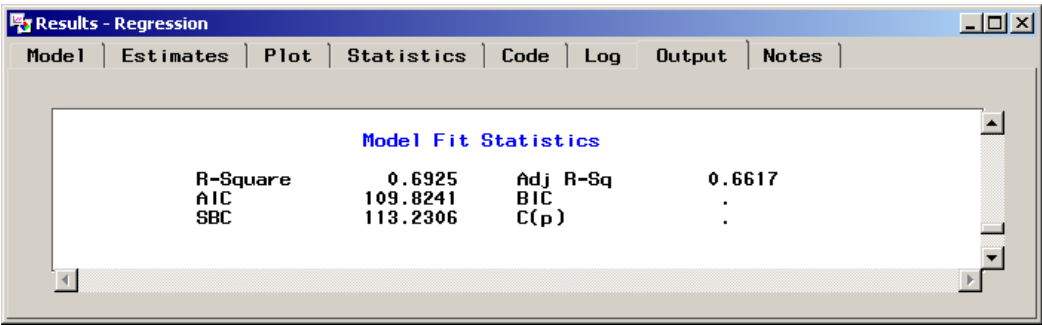 Results - Regression
Model Estimates Plot Statistics Code Log Output Notes
Model Fit Statistics
R-Square 0.6925 Adj R-Sq 0.6617
AIC 109.8241 BIC .
SBC 113.2306 C(p) .